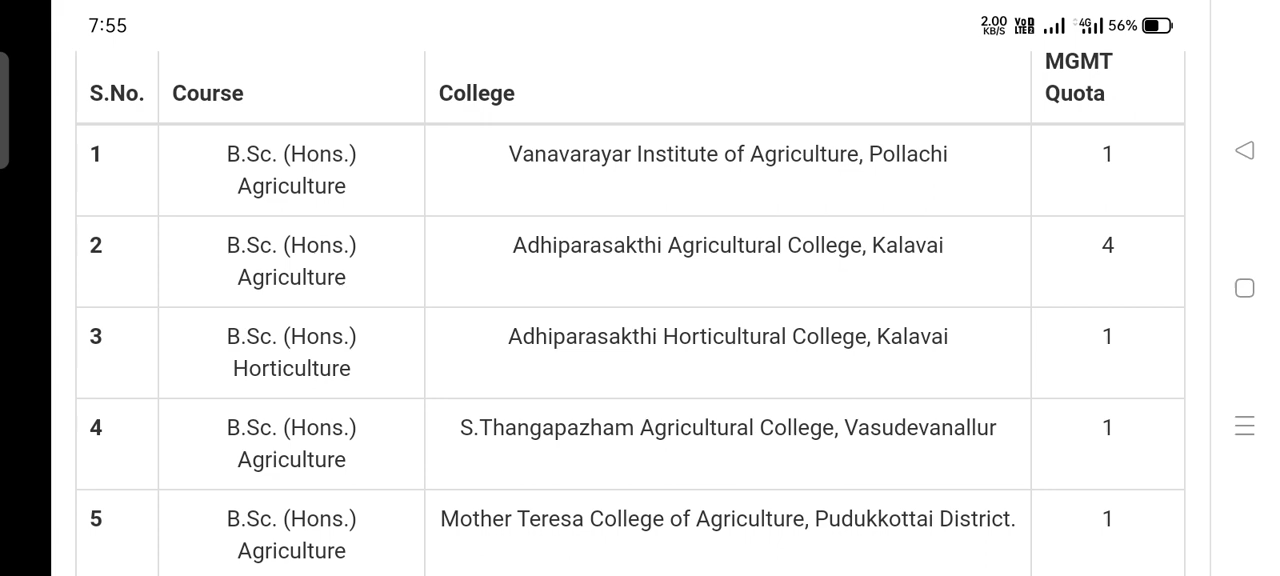 7:55
2.00 KB/S VoD LTE2 4G 56%
MGMT
S.No. Course College Quota
1 B.Sc. (Hons.) Vanavarayar Institute of Agriculture, Pollachi 1
Agriculture
2 B.Sc. (Hons.) Adhiparasakthi Agricultural College, Kalavai 4
Agriculture
3 B.Sc. (Hons.) Adhiparasakthi Horticultural College, Kalavai 1
Horticulture
4 B.Sc. (Hons.) S.Thangapazham Agricultural College, Vasudevanallur 1
Agriculture
5 B.Sc. (Hons.) Mother Teresa College of Agriculture, Pudukkottai District. 1
Agriculture